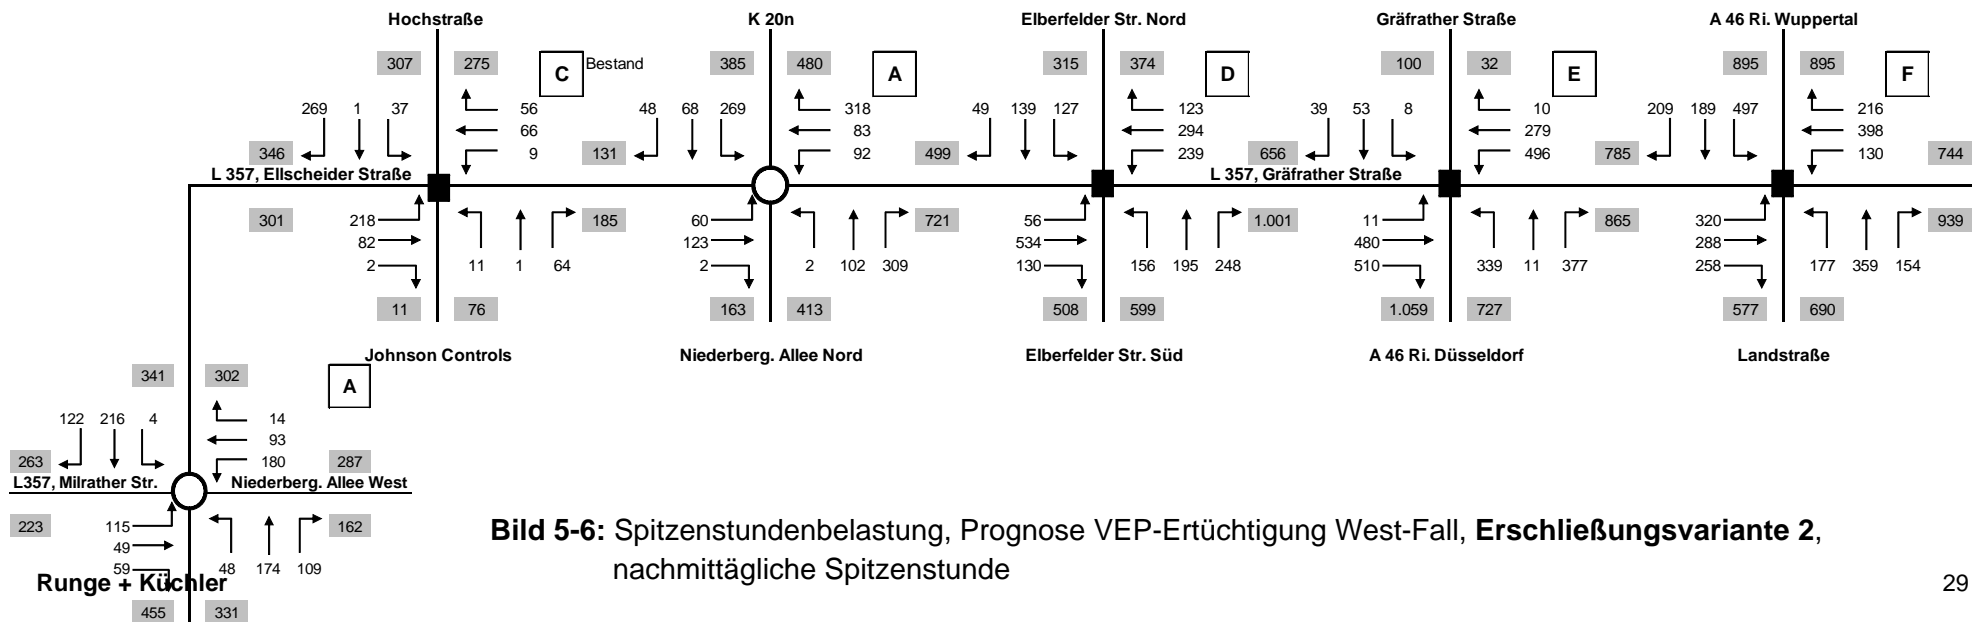 Hochstraße K 20n Elberfelder Str. Nord Gräfrather Straße A 46 Ri. Wuppertal
307 275 C Bestand 385 480 A 315 374 D 100 32 E 895 895 F
269 1 37 56 48 68 269 318 49 139 127 123 39 53 8 10 209 189 497 216
66 83 294 279 398
346 9 131 92 499 239 656 496 785 130 744
L 357, Ellscheider Straße L 357, Gräfrather Straße
301 218 185 60 721 56 1.001 11 865 320 939
82 123 534 480 288
2 11 1 64 2 2 102 309 130 156 195 248 510 339 11 377 258 177 359 154
11 76 163 413 508 599 1.059 727 577 690
Johnson Controls Niederberg. Allee Nord Elberfelder Str. Süd A 46 Ri. Düsseldorf Landstraße
341 302 A
122 216 4 14
93
263 180 287
L357, Milrather Str. Niederberg. Allee West
223 115 162
49
59 48 174 109
455 331
Bild 5-6: Spitzenstundenbelastung, Prognose VEP-Ertüchtigung West-Fall, Erschließungsvariante 2,
nachmittägliche Spitzenstunde
Runge + Küchler 29